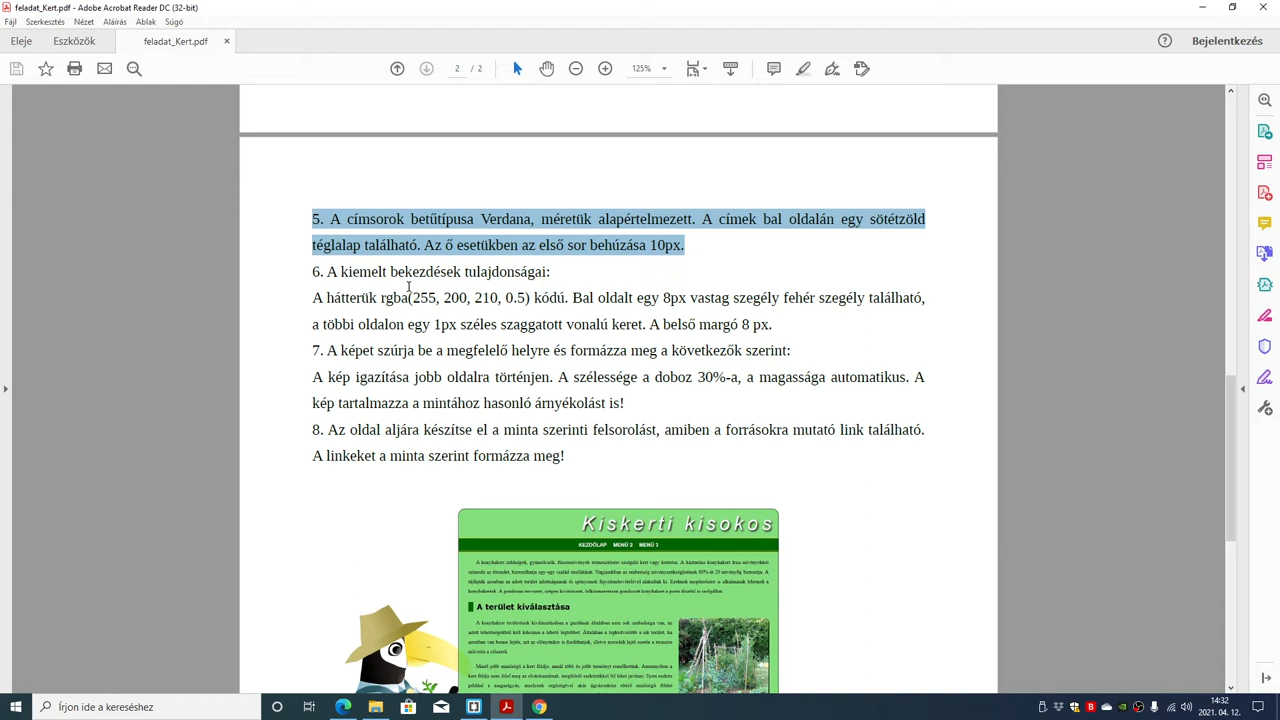 feladat_Kert.pdf - Adobe Acrobat Reader DC (32-bit)
Fájl Szerkesztés Nézet Aláírás Ablak Súgó
Eleje Eszközök feladat_Kert.pdf × Bejelentkezés
2 / 2 125%
5. A címsorok betűtípusa Verdana, méretük alapértelmezett. A címek bal oldalán egy sötétzöld
téglalap található. Az ő esetükben az első sor behúzása 10px.
6. A kiemelt bekezdések tulajdonságai:
A hátterük rgba(255, 200, 210, 0.5) kódú. Bal oldalt egy 8px vastag szegély fehér szegély található,
a többi oldalon egy 1px széles szaggatott vonalú keret. A belső margó 8 px.
7. A képet szúrja be a megfelelő helyre és formázza meg a következők szerint:
A kép igazítása jobb oldalra történjen. A szélessége a doboz 30%-a, a magassága automatikus. A
kép tartalmazza a mintához hasonló árnyékolást is!
8. Az oldal aljára készítse el a minta szerinti felsorolást, amiben a forrásokra mutató link található.
A linkeket a minta szerint formázza meg!
Kiskerti kisokos
KEZDŐLAP MENÜ 2 MENÜ 3
A terület kiválasztása
Írjon ide a kereséshez
14:32
2021. 04. 12.